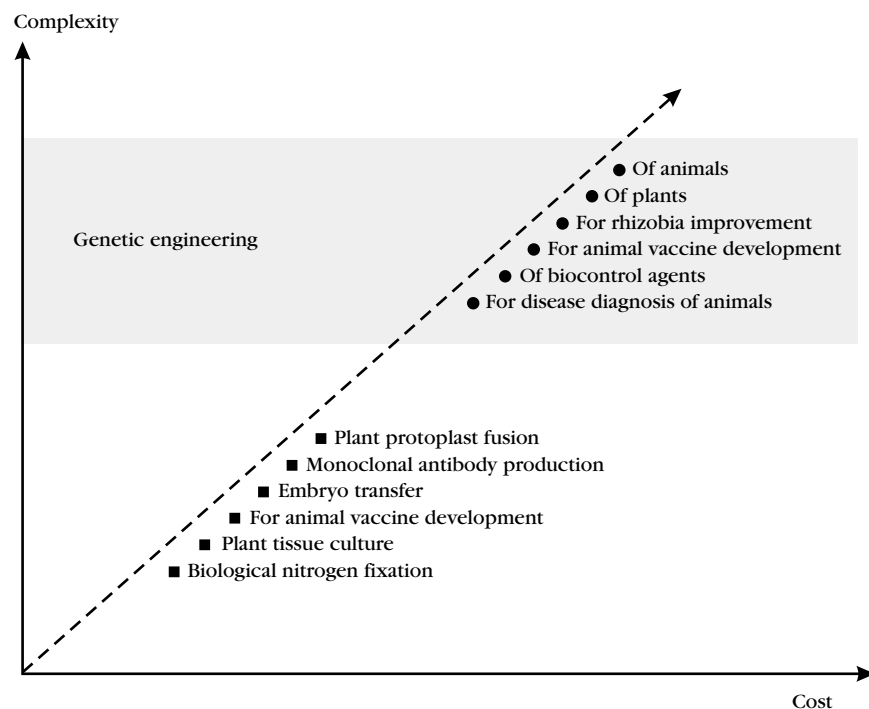 Complexity
Of animals
Of plants
For rhizobia improvement
Genetic engineering
For animal vaccine development
Of biocontrol agents
For disease diagnosis of animals
Plant protoplast fusion
Monoclonal antibody production
Embryo transfer
For animal vaccine development
Plant tissue culture
Biological nitrogen fixation
Cost